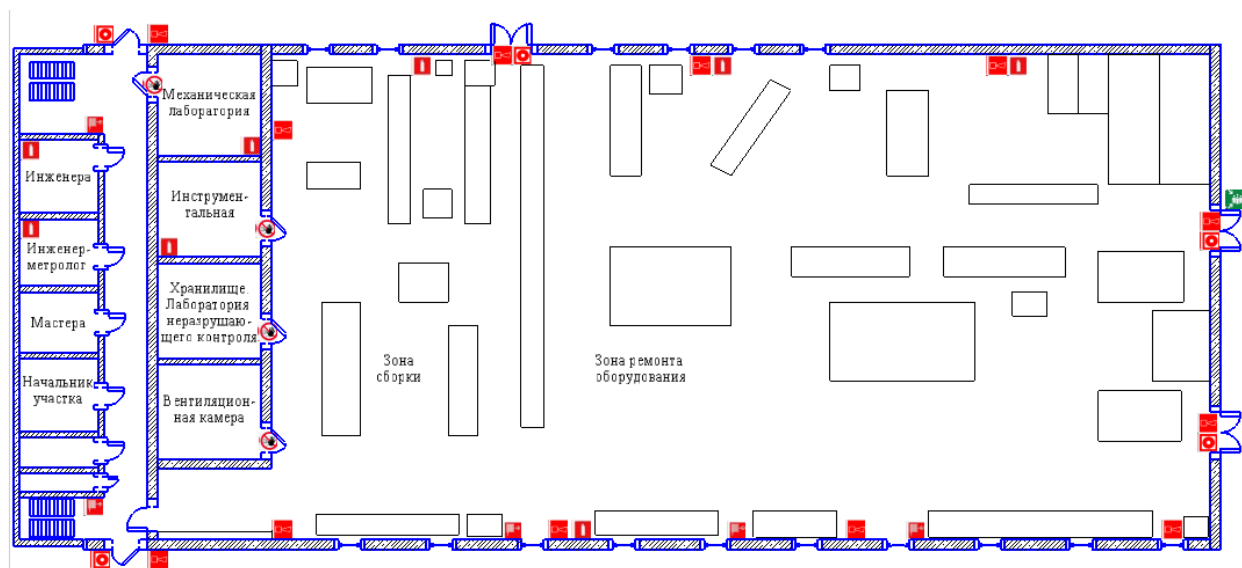 Механическая
лаборатория
Инженера
Инструмен-
тальная
Инженер-
метролог
Хранилище.
Лаборатория
неразрушаю-
щего контроля
Мастера
Зона
сборки
Зона ремонта
оборудования
Начальник
участка
Вентиляцион-
ная камера